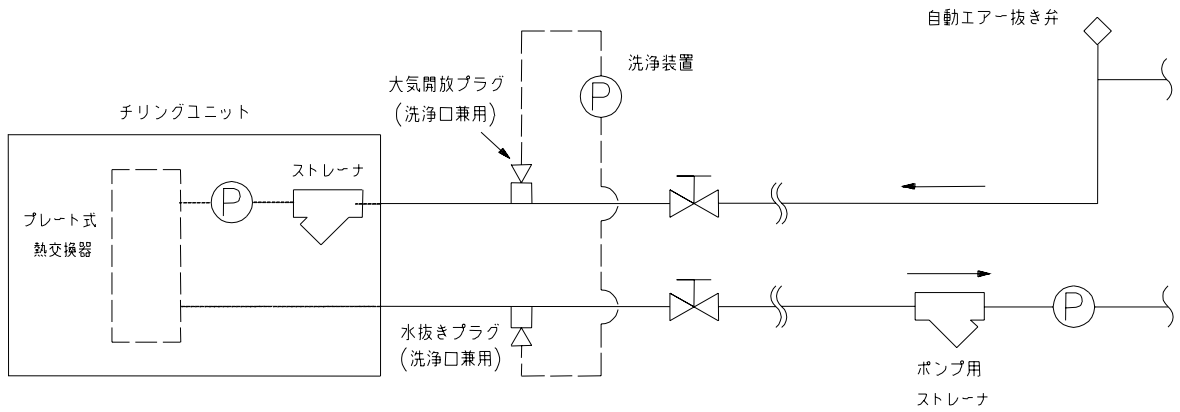 自動エアー抜き弁
洗浄装置
P
大気開放プラグ
(洗浄口兼用)
チリングユニット
ストレーナ
P
プレート式
熱交換器
水抜きプラグ
(洗浄口兼用)
P
ポンプ用
ストレーナ